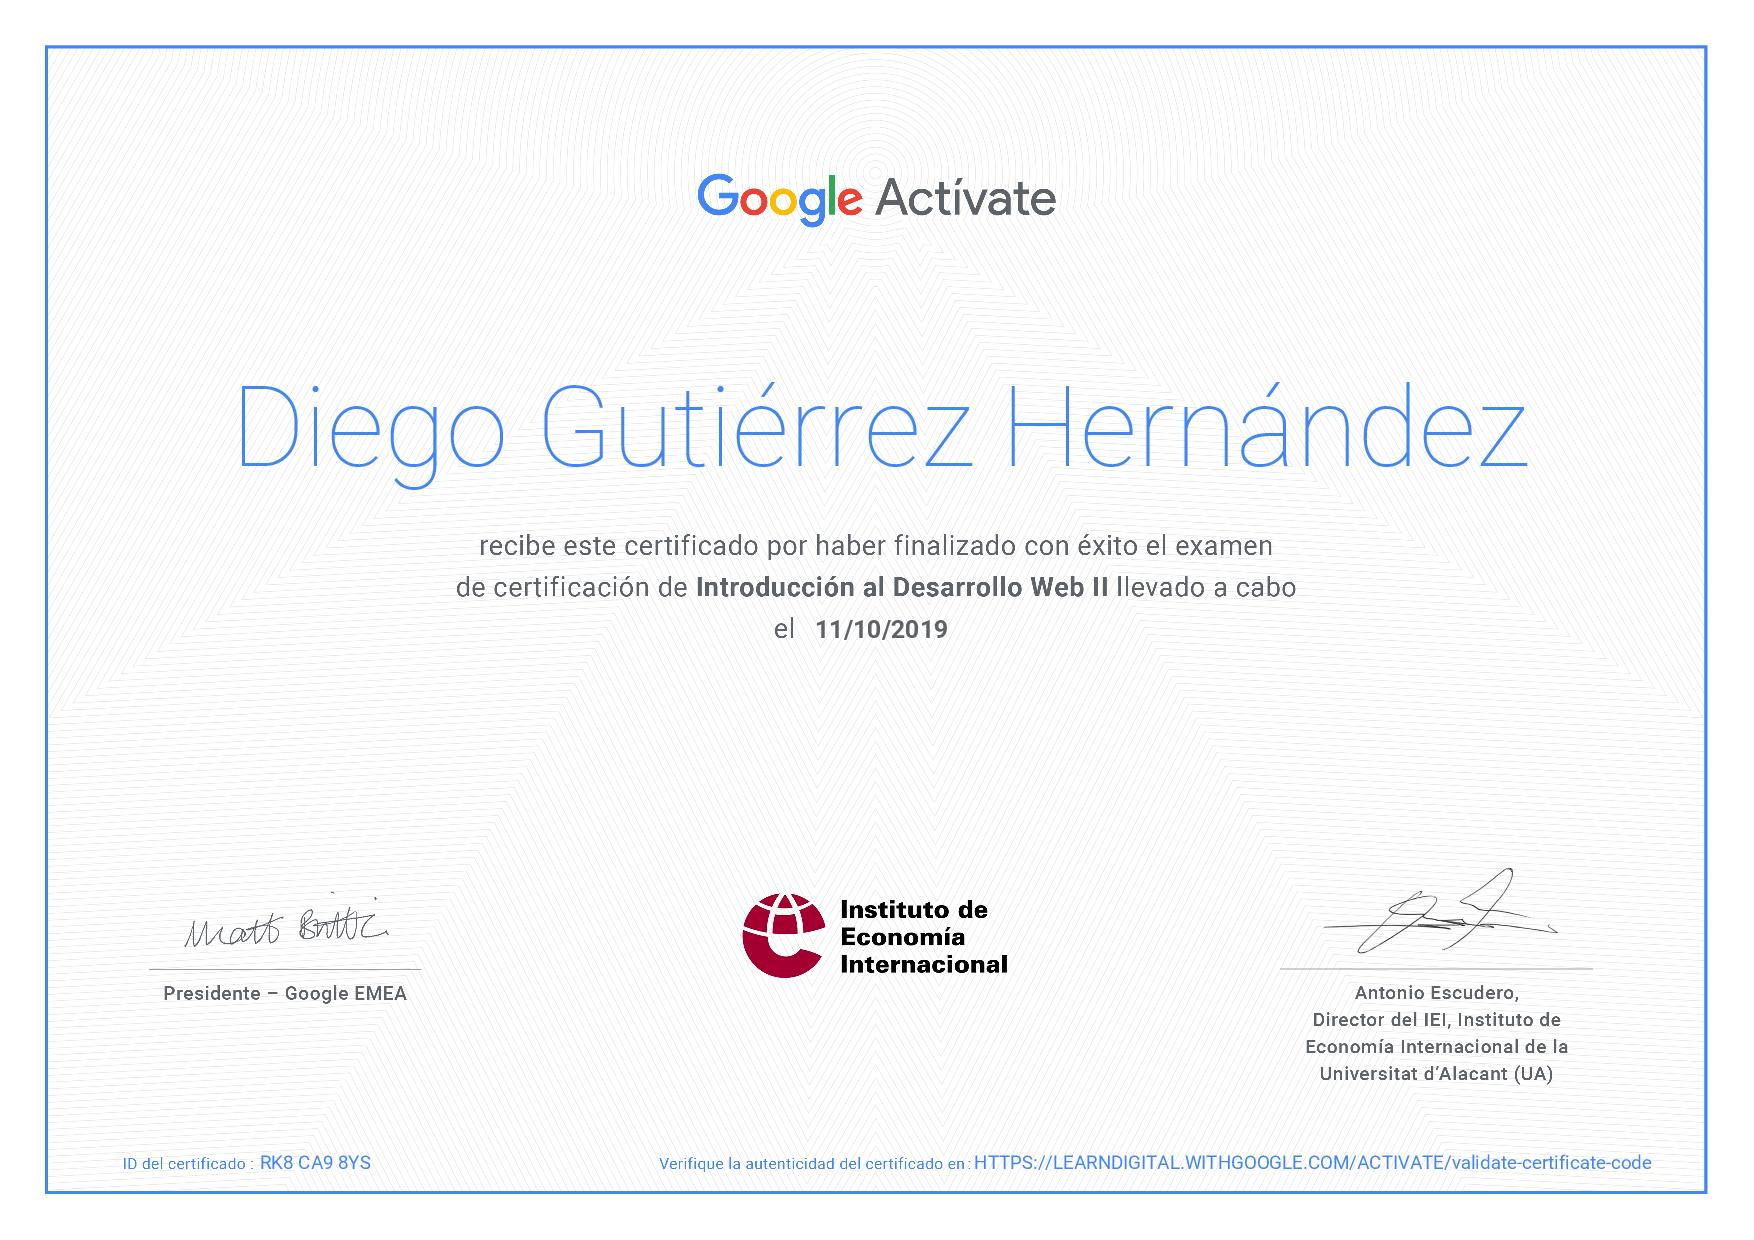 Google Actívate
Diego Gutiérrez Hernández
recibe este certificado por haber finalizado con éxito el examen
de certificación de Introducción al Desarrollo Web II llevado a cabo
el 11/10/2019
Instituto de
Economía
Internacional
Matt Brittin
Presidente – Google EMEA
Antonio Escudero,
Director del IEI, Instituto de
Economía Internacional de la
Universitat d’Alacant (UA)
ID del certificado : RK8 CA9 8YS
Verifique la autenticidad del certificado en : HTTPS://LEARNDIGITAL.WITHGOOGLE.COM/ACTIVATE/validate-certificate-code